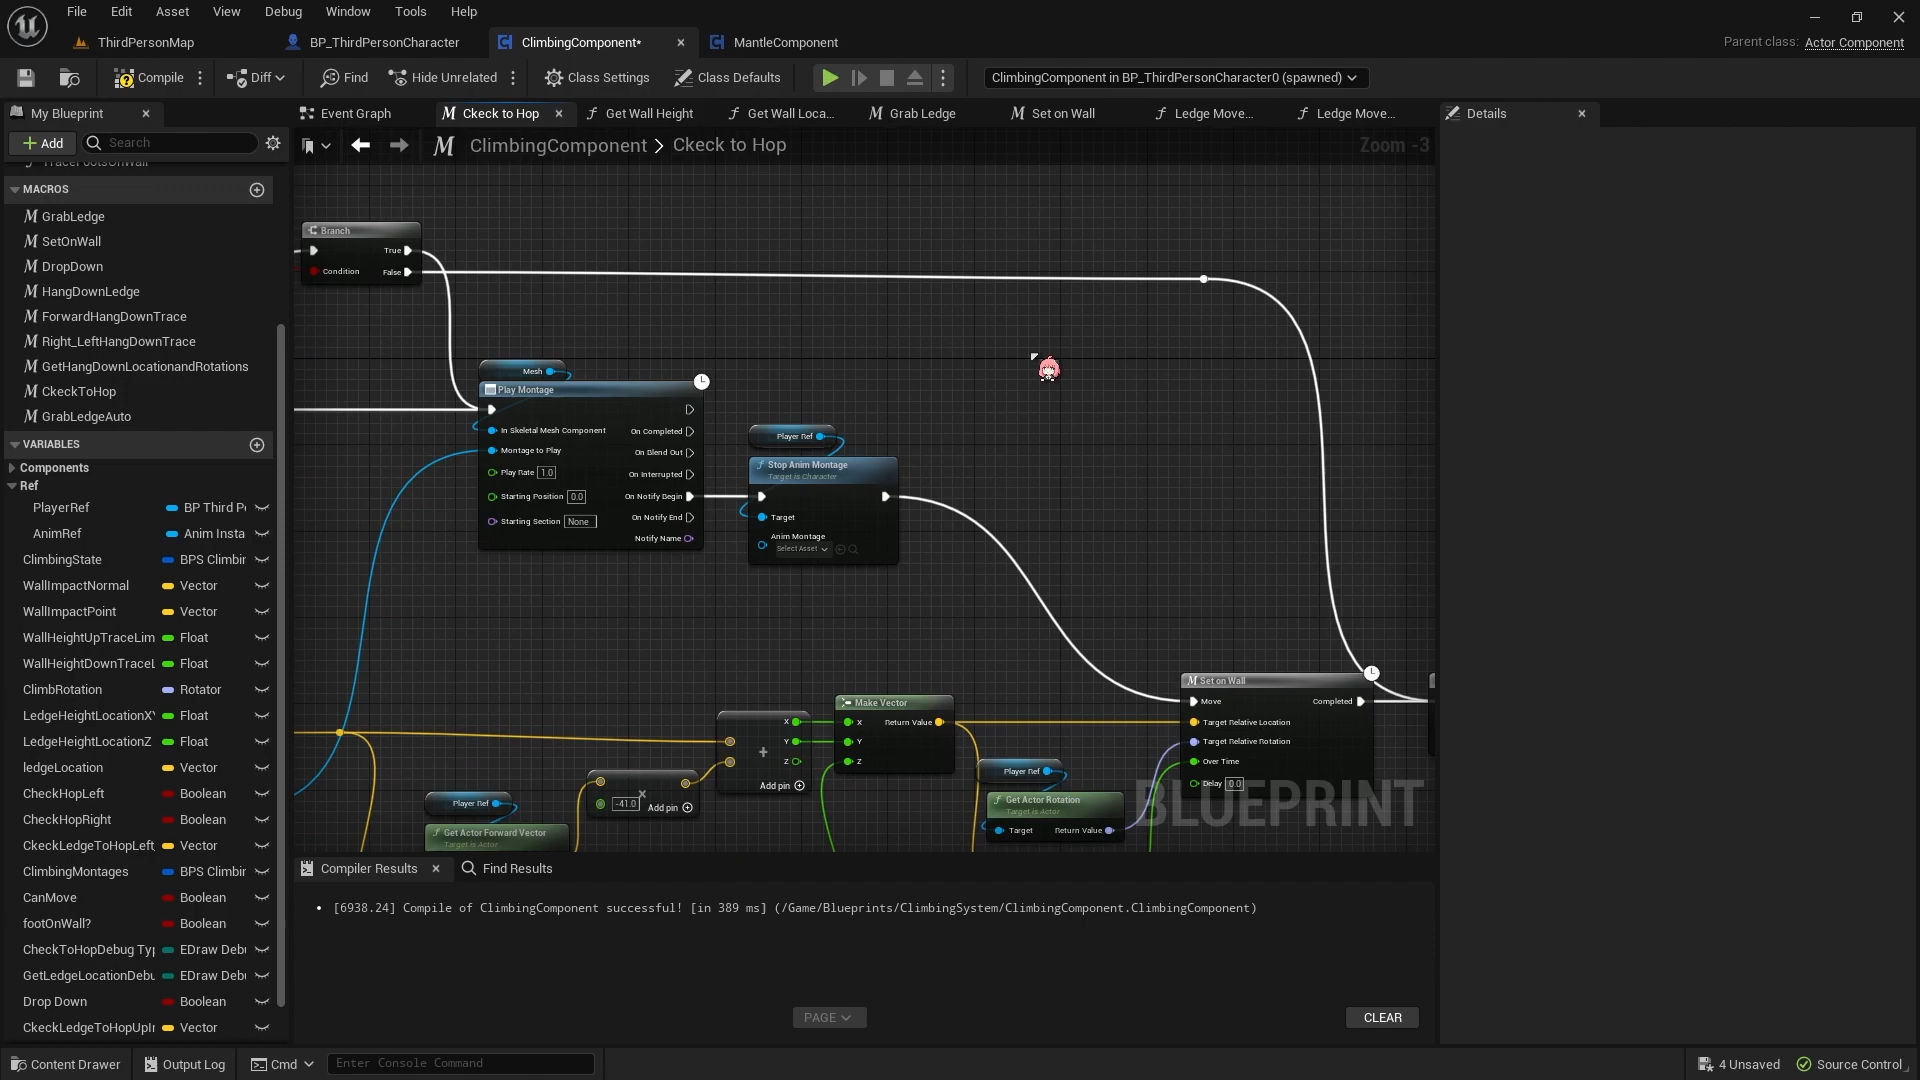 File Edit Asset View Debug Window Tools Help
ThirdPersonMap BP_ThirdPersonCharacter ClimbingComponent* MantleComponent
Parent class: Actor Component
Compile Diff Find Hide Unrelated Class Settings Class Defaults ClimbingComponent in BP_ThirdPersonCharacter0 (spawned)
My Blueprint
Event Graph Ckeck to Hop Get Wall Height Get Wall Loca... Grab Ledge Set on Wall Ledge Move... Ledge Move...
Details
Add Search
ClimbingComponent > Ckeck to Hop
Zoom -3
MACROS
GrabLedge
SetOnWall
DropDown
HangDownLedge
ForwardHangDownTrace
Right_LeftHangDownTrace
GetHangDownLocationandRotations
CkeckToHop
GrabLedgeAuto
VARIABLES
Components
Ref
PlayerRef BP Third Pe
AnimRef Anim Insta
ClimbingState BPS Climbin
WallImpactNormal Vector
WallImpactPoint Vector
WallHeightUpTraceLim Float
WallHeightDownTraceL Float
ClimbRotation Rotator
LedgeHeightLocationXY Float
LedgeHeightLocationZ Float
ledgeLocation Vector
CheckHopLeft Boolean
CheckHopRight Boolean
CkeckLedgeToHopLeft_ Vector
ClimbingMontages BPS Climbin
CanMove Boolean
footOnWall? Boolean
CheckToHopDebug Typ EDraw Debu
GetLedgeLocationDebu EDraw Debu
Drop Down Boolean
CkeckLedgeToHopUpIn Vector
Branch
True
Condition False
Mesh
Play Montage
In Skeletal Mesh Component On Completed
Montage to Play On Blend Out
Play Rate 1.0 On Interrupted
Starting Position 0.0 On Notify Begin
Starting Section None On Notify End
Notify Name
Player Ref
Stop Anim Montage
Target is Character
Target
Anim Montage
Select Asset
Set on Wall
Move Completed
Target Relative Location
Target Relative Rotation
Over Time
Delay 0.0
Make Vector
X Return Value
Y
Z
X
Y
Z
+
Add pin
x
-41.0 Add pin
Player Ref
Get Actor Forward Vector
Target is Actor
Player Ref
Get Actor Rotation
Target is Actor
Target Return Value
BLUEPRINT
Compiler Results Find Results
• [6938.24] Compile of ClimbingComponent successful! [in 389 ms] (/Game/Blueprints/ClimbingSystem/ClimbingComponent.ClimbingComponent)
PAGE CLEAR
Content Drawer Output Log Cmd Enter Console Command 4 Unsaved Source Control